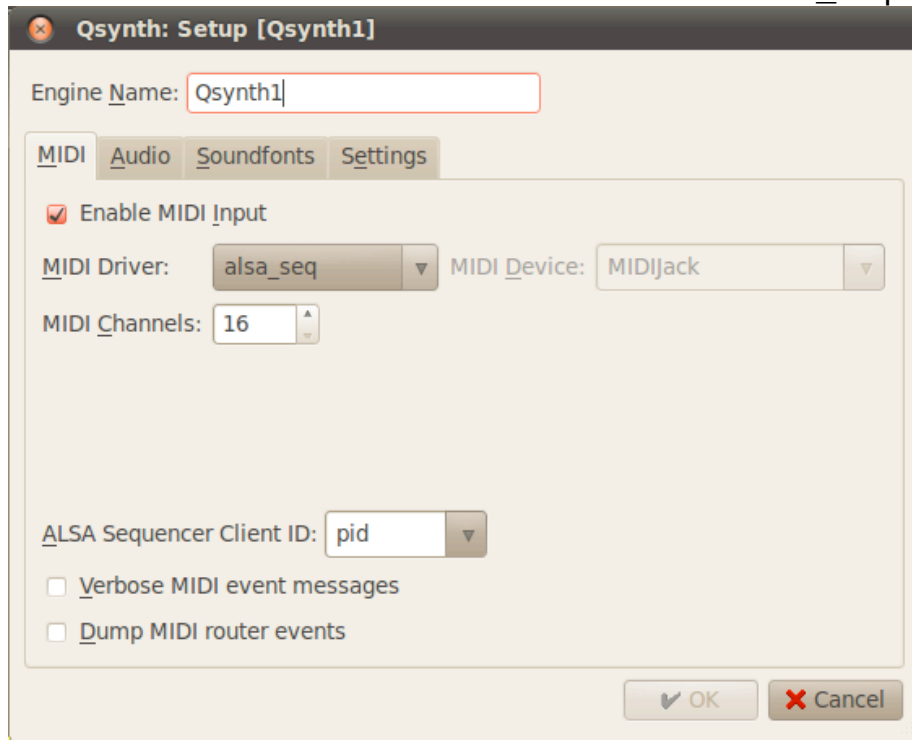 Qsynth: Setup [Qsynth1]
Engine Name: Qsynth1
MIDI Audio Soundfonts Settings
Enable MIDI Input
MIDI Driver: alsa_seq MIDI Device: MIDIJack
MIDI Channels: 16
ALSA Sequencer Client ID: pid
Verbose MIDI event messages
Dump MIDI router events
OK Cancel